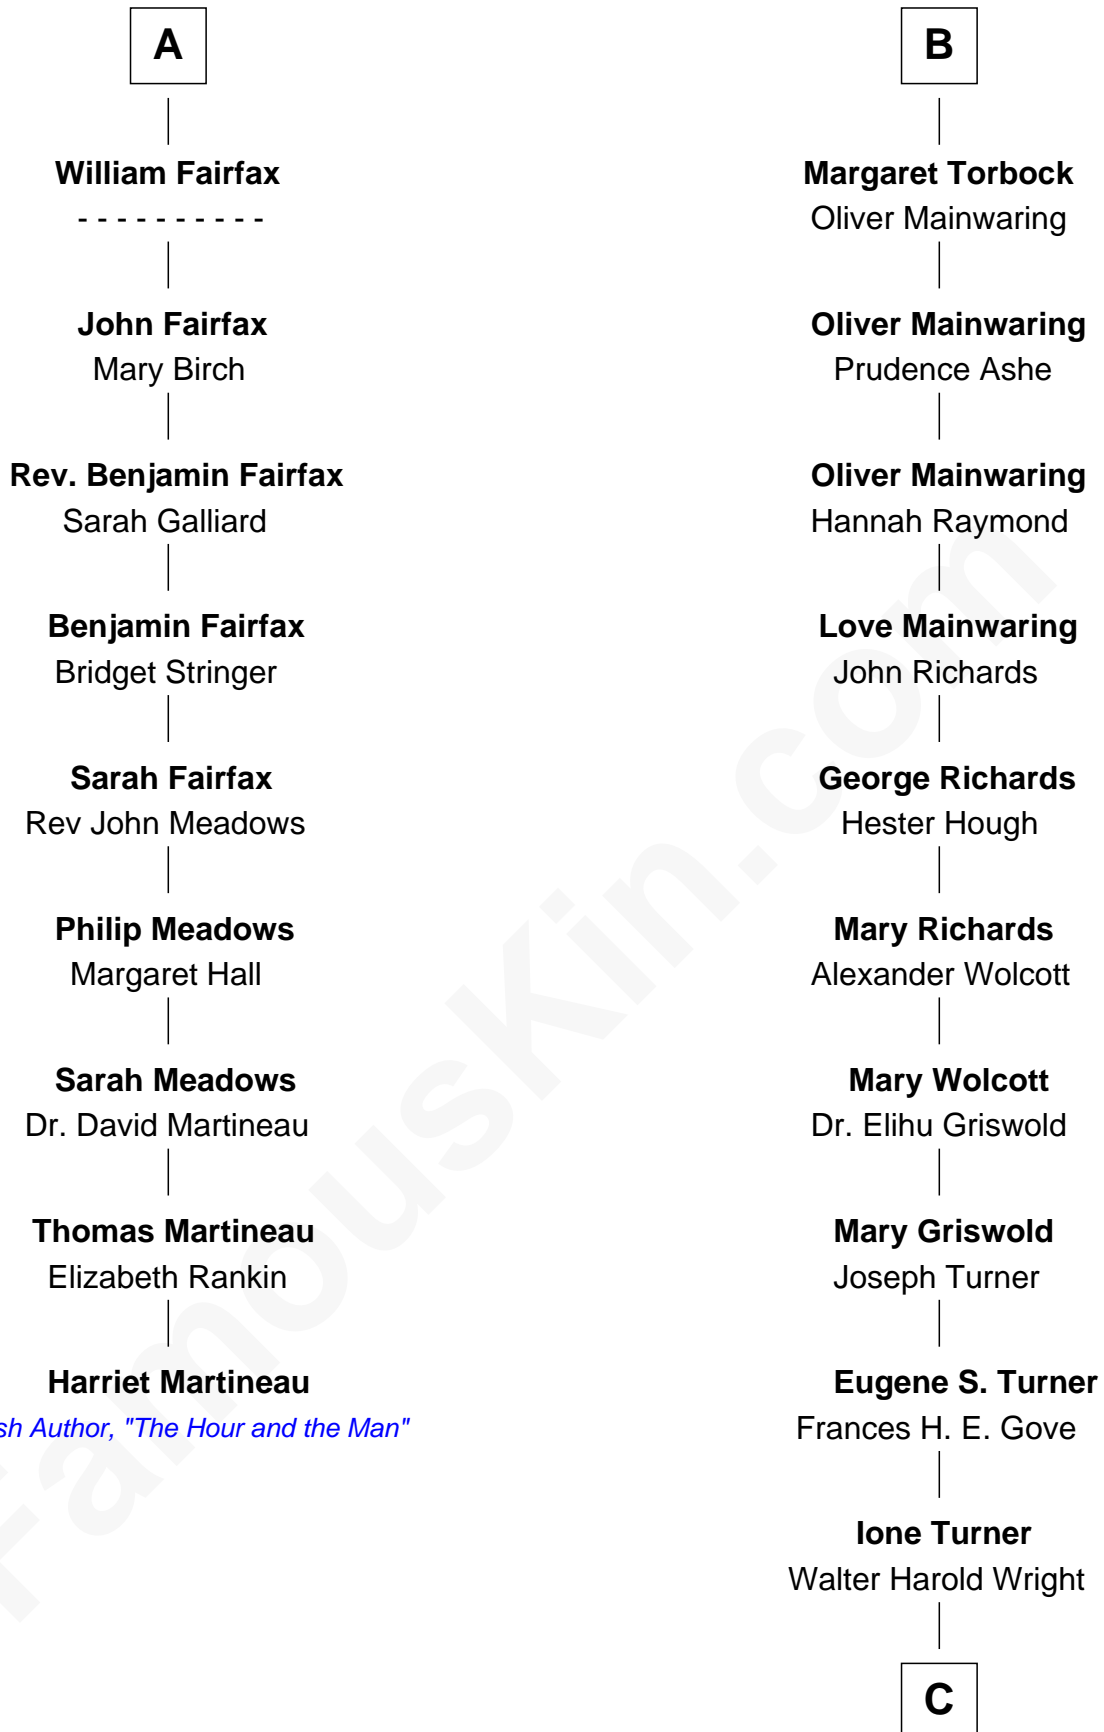 A
William Fairfax
- - - - - - - - - -
John Fairfax
Mary Birch
Rev. Benjamin Fairfax
Sarah Galliard
Benjamin Fairfax
Bridget Stringer
Sarah Fairfax
Rev John Meadows
Philip Meadows
Margaret Hall
Sarah Meadows
Dr. David Martineau
Thomas Martineau
Elizabeth Rankin
Harriet Martineau
sh Author, "The Hour and the Man"
B
Margaret Torbock
Oliver Mainwaring
Oliver Mainwaring
Prudence Ashe
Oliver Mainwaring
Hannah Raymond
Love Mainwaring
John Richards
George Richards
Hester Hough
Mary Richards
Alexander Wolcott
Mary Wolcott
Dr. Elihu Griswold
Mary Griswold
Joseph Turner
Eugene S. Turner
Frances H. E. Gove
Ione Turner
Walter Harold Wright
C
FamousKin.com